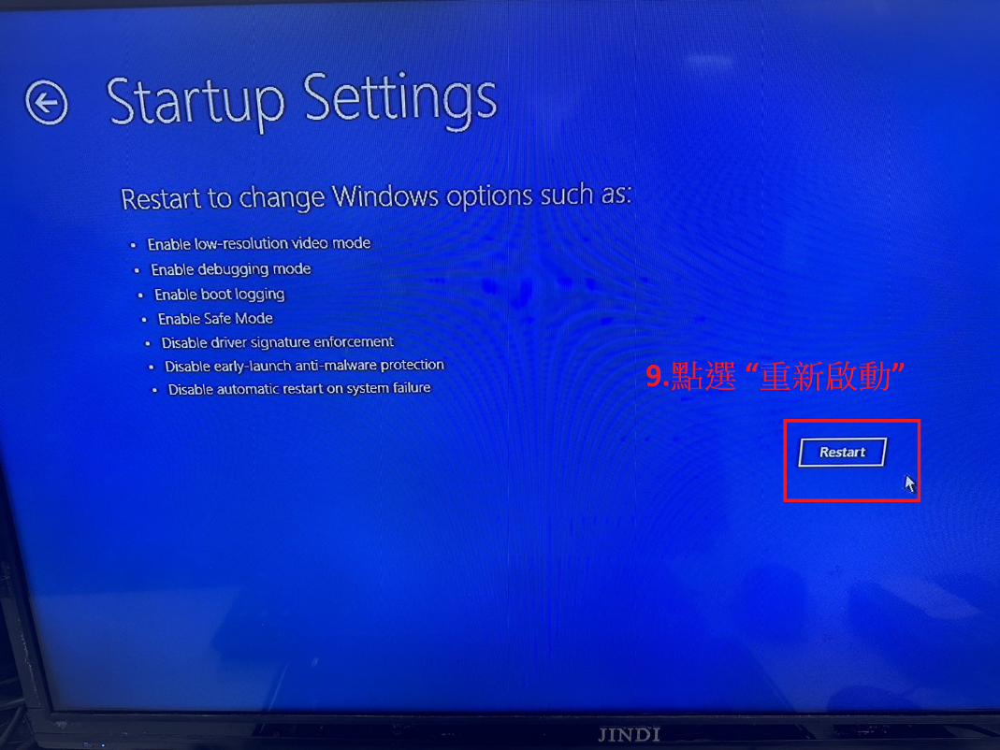 Startup Settings
Restart to change Windows options such as:
• Enable low-resolution video mode
• Enable debugging mode
• Enable boot logging
• Enable Safe Mode
• Disable driver signature enforcement
• Disable early-launch anti-malware protection
• Disable automatic restart on system failure
9.點選 “重新啟動”
Restart
JINDI